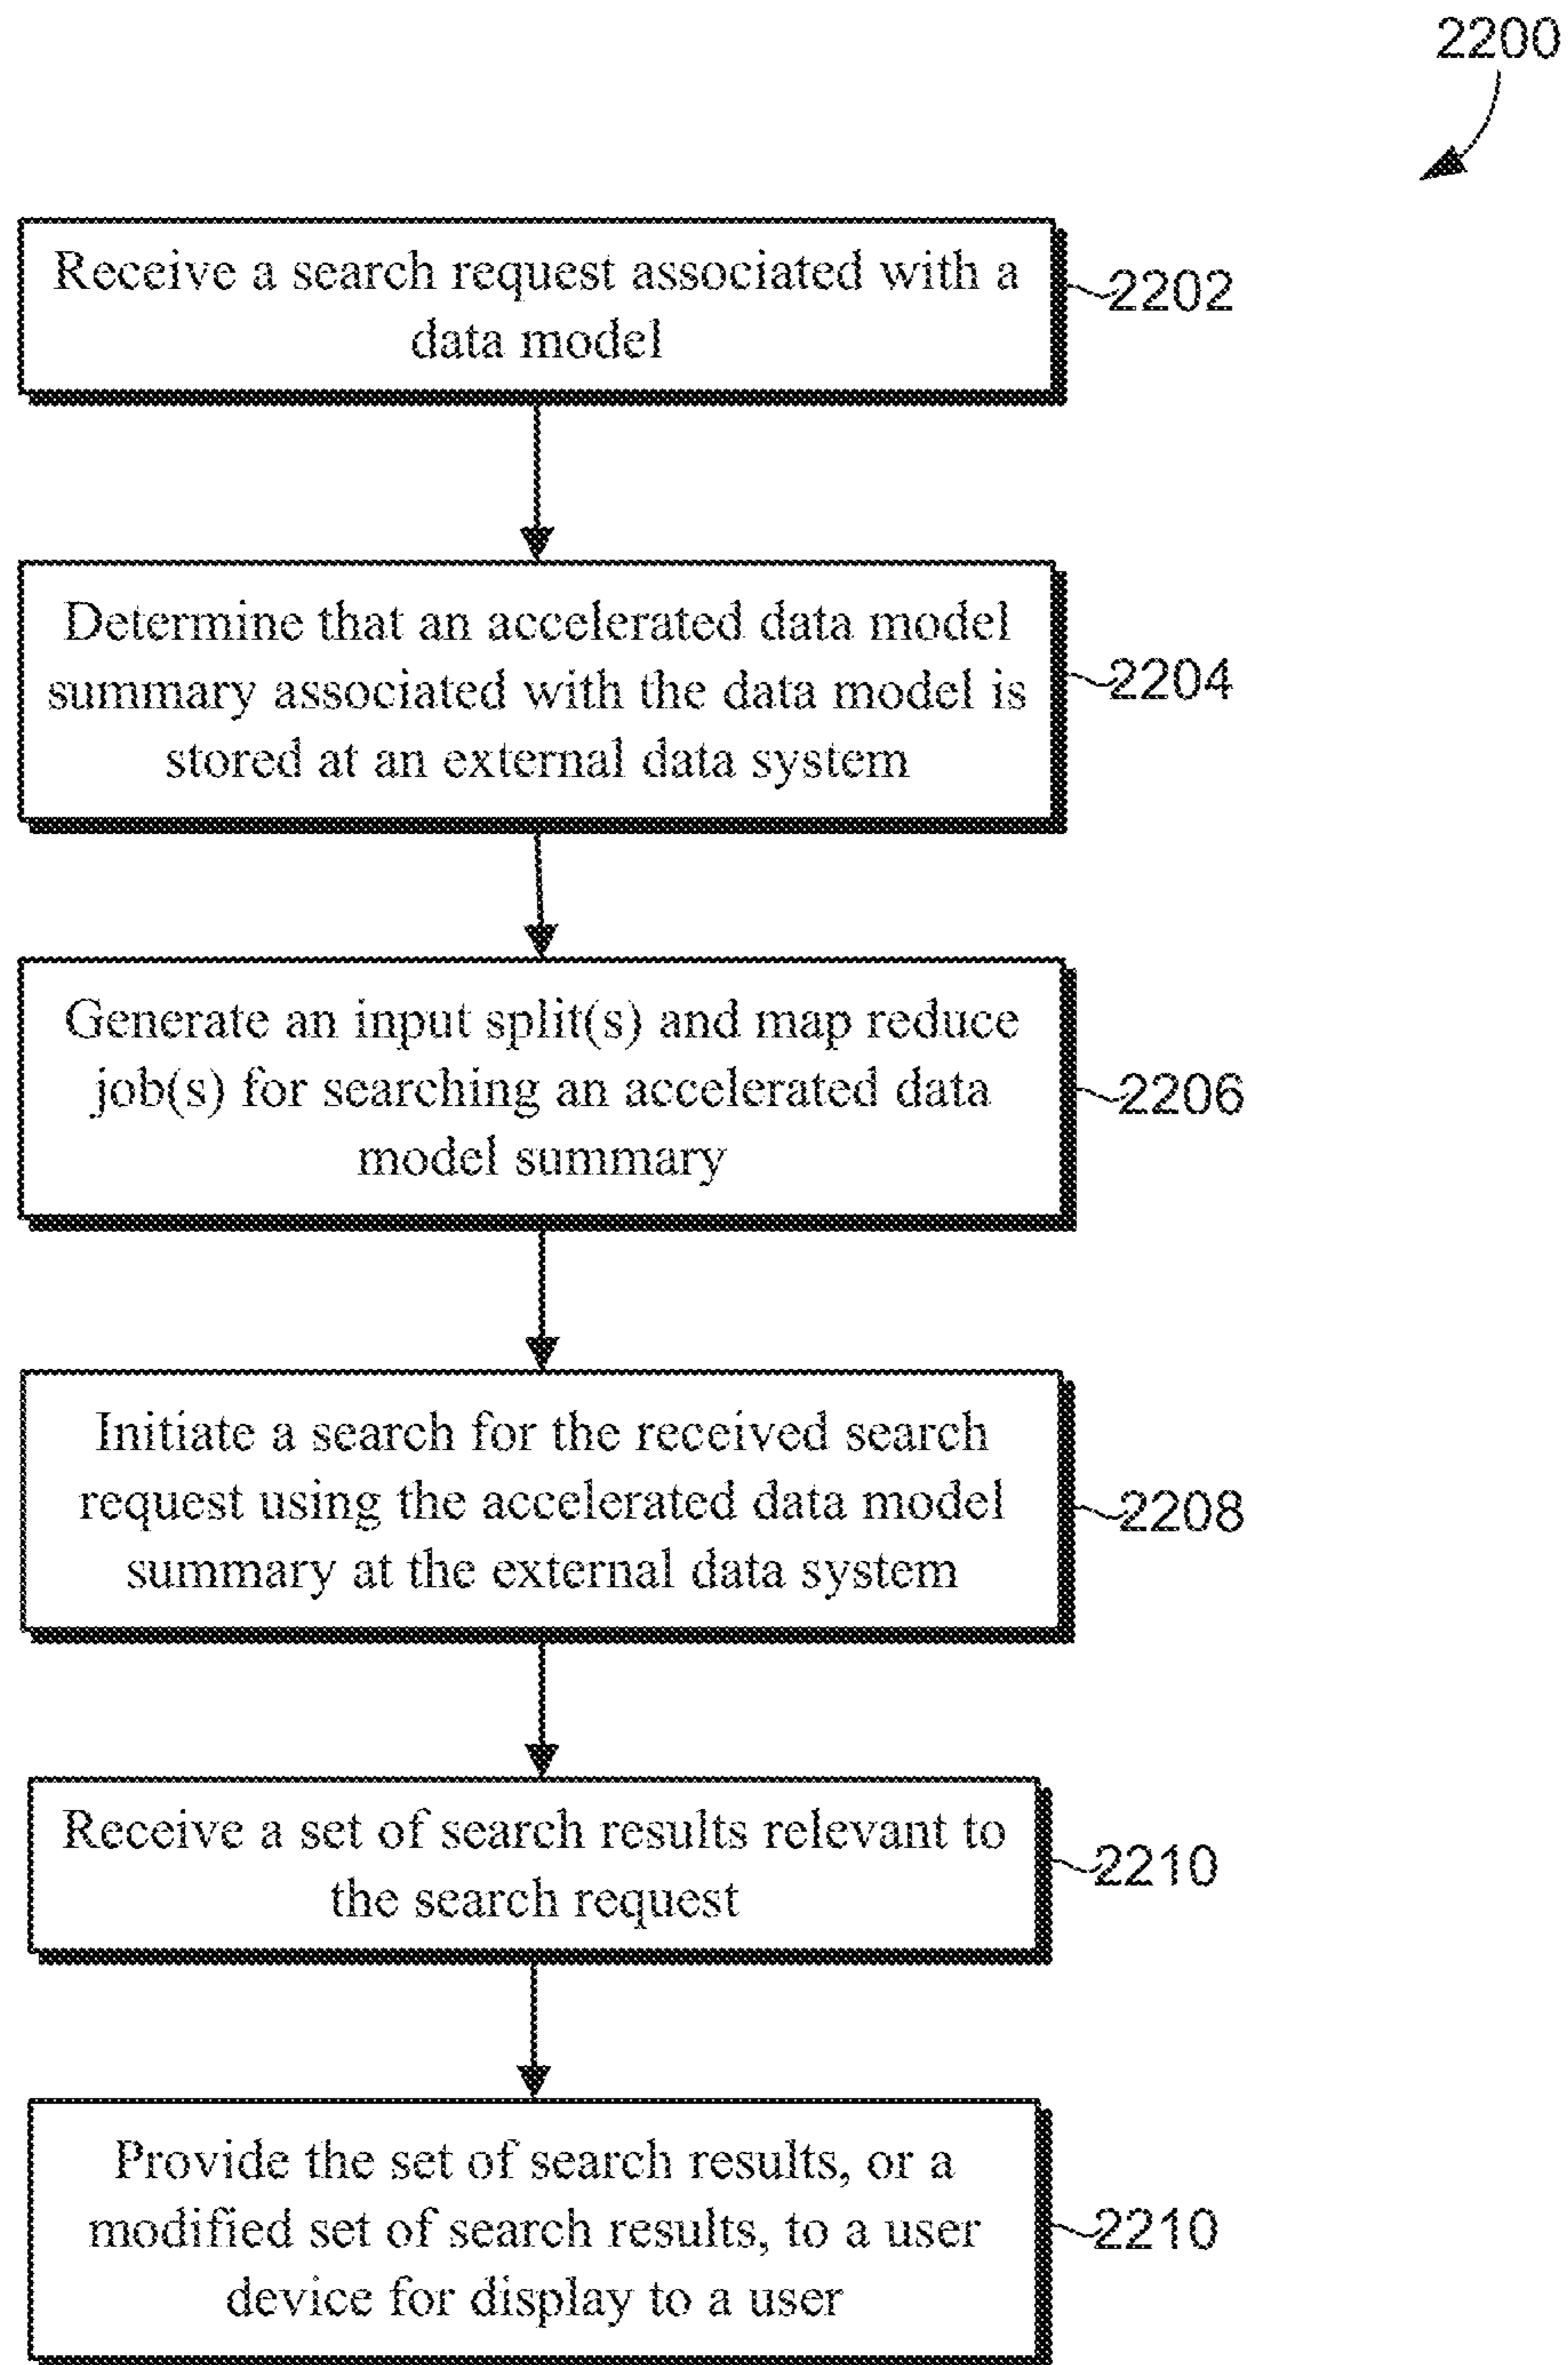 2200
Receive a search request associated with a
data model
2202
Determine that an accelerated data model
summary associated with the data model is
stored at an external data system
2204
Generate an input split(s) and map reduce
job(s) for searching an accelerated data
model summary
2206
Initiate a search for the received search
request using the accelerated data model
summary at the external data system
2208
Receive a set of search results relevant to
the search request
2210
Provide the set of search results, or a
modified set of search results, to a user
device for display to a user
2210